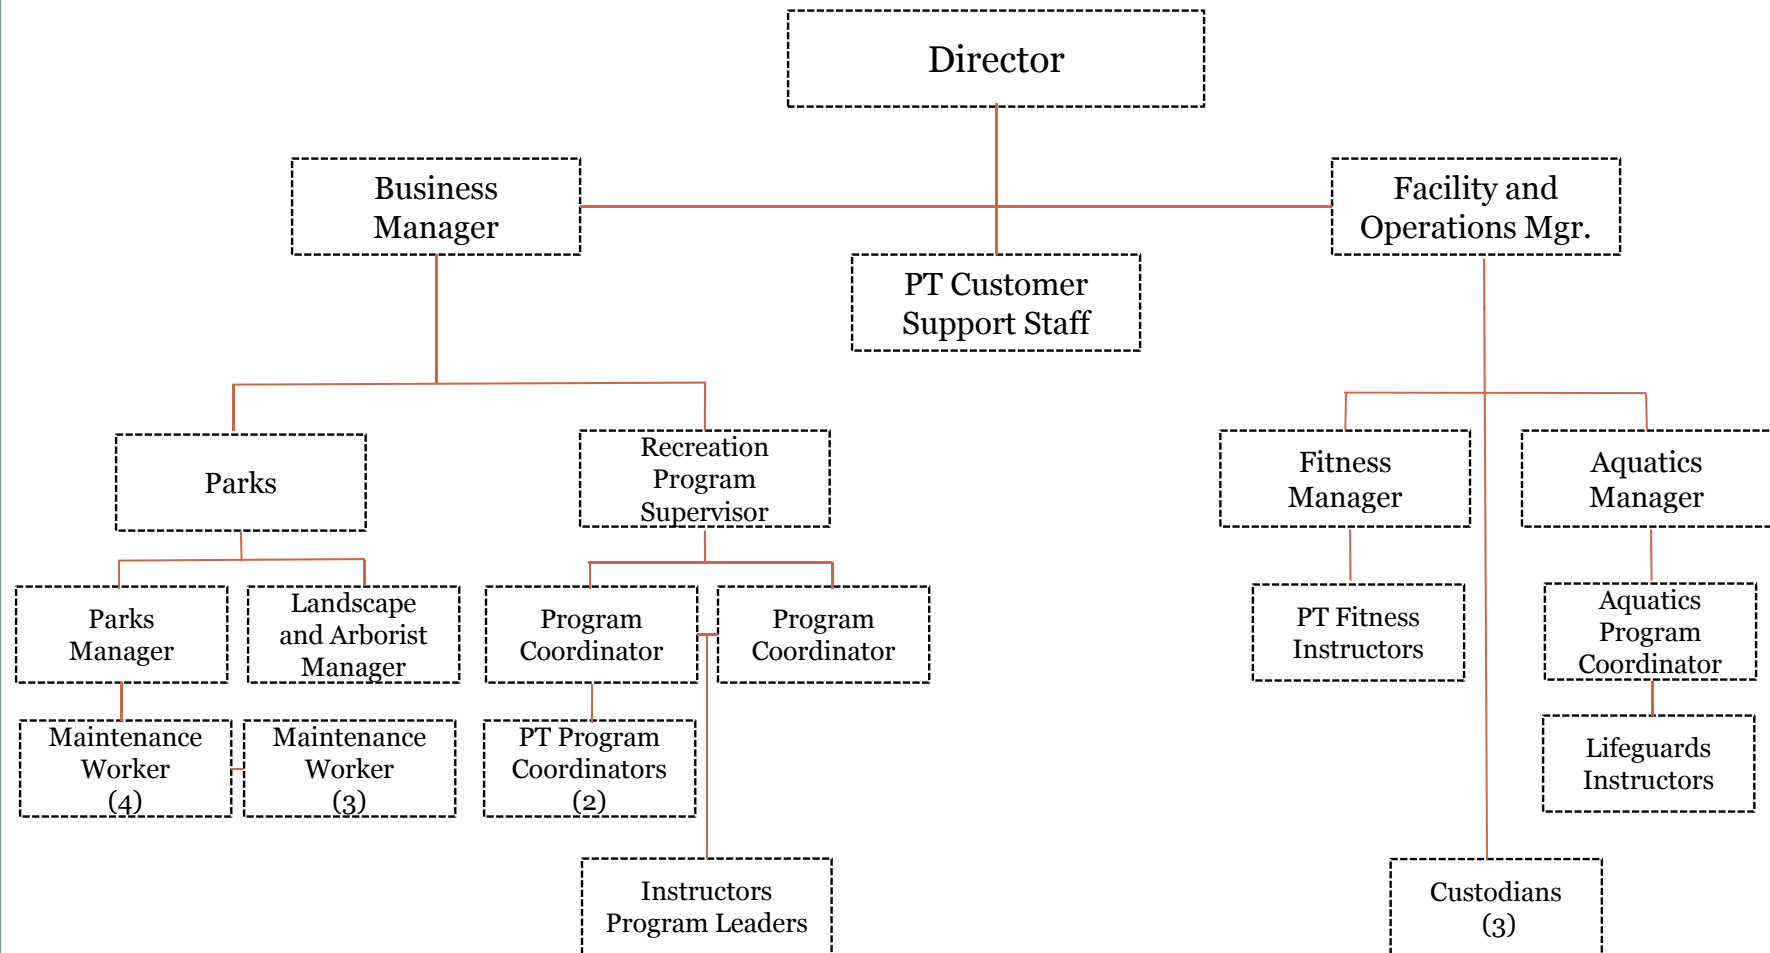 Director
Business
Manager
Facility and
Operations Mgr.
PT Customer
Support Staff
Parks
Recreation
Program
Supervisor
Fitness
Manager
Aquatics
Manager
Parks
Manager
Landscape
and Arborist
Manager
Program
Coordinator
Program
Coordinator
PT Fitness
Instructors
Aquatics
Program
Coordinator
Maintenance
Worker
(4)
Maintenance
Worker
(3)
PT Program
Coordinators
(2)
Lifeguards
Instructors
Instructors
Program Leaders
Custodians
(3)